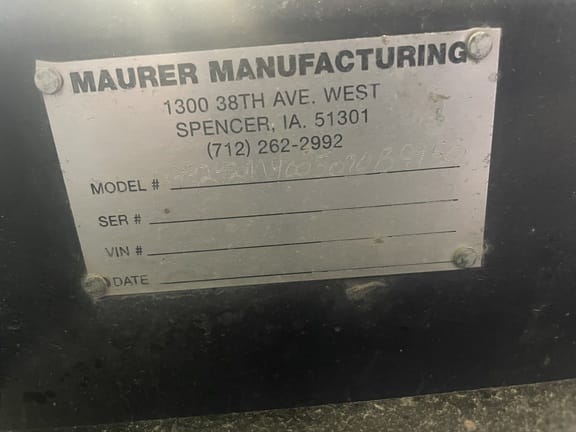 MAURER MANUFACTURING
1300 38TH AVE. WEST
SPENCER, IA. 51301
(712) 262-2992
MODEL #
SER #
VIN #
DATE